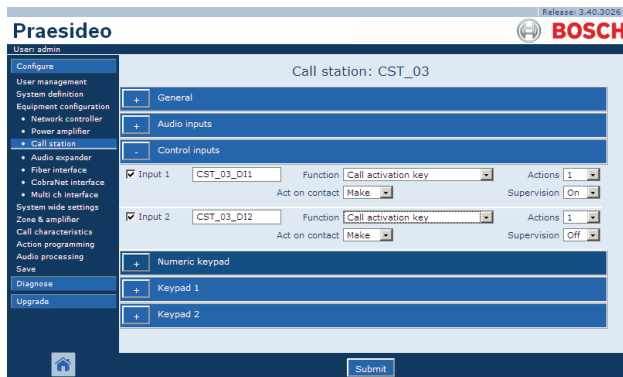 Release: 3.40.3026
Praesideo
BOSCH
User: admin
Configure
User management
System definition
Equipment configuration
• Network controller
• Power amplifier
• Call station
• Audio expander
• Fiber interface
• CobraNet interface
• Multi ch interface
System wide settings
Zone & amplifier
Call characteristics
Action programming
Audio processing
Save
Diagnose
Upgrade
Call station: CST_03
+ General
+ Audio inputs
- Control inputs
Input 1 CST_03_DI1 Function Call activation key Actions 1
Act on contact Make Supervision On
Input 2 CST_03_DI2 Function Call activation key Actions 1
Act on contact Make Supervision Off
+ Numeric keypad
+ Keypad 1
+ Keypad 2
Submit